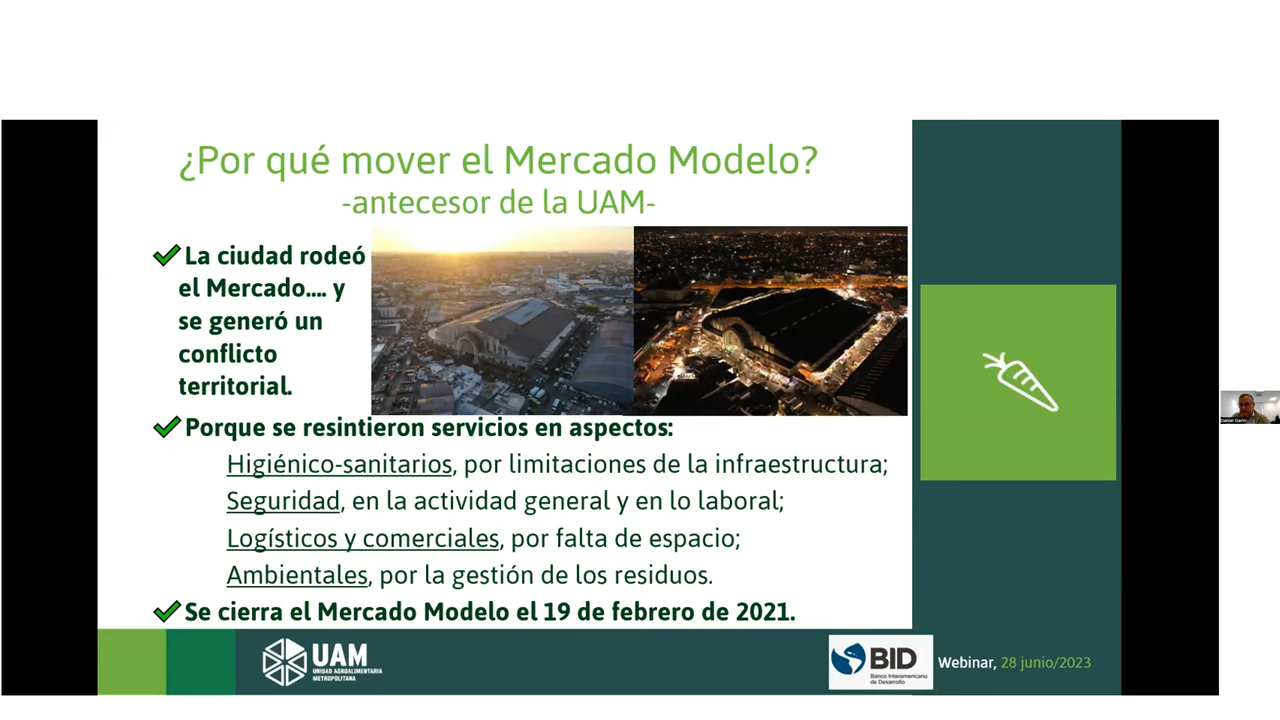 ¿Por qué mover el Mercado Modelo?
-antecesor de la UAM-
La ciudad rodeó
el Mercado.... y
se generó un
conflicto
territorial.
Porque se resintieron servicios en aspectos:
Higiénico-sanitarios, por limitaciones de la infraestructura;
Seguridad, en la actividad general y en lo laboral;
Logísticos y comerciales, por falta de espacio;
Ambientales, por la gestión de los residuos.
Se cierra el Mercado Modelo el 19 de febrero de 2021.
UAM
UNIDAD AGROALIMENTARIA
METROPOLITANA
BID
Banco Interamericano
de Desarrollo
Webinar, 28 junio/2023
Daniel Garín